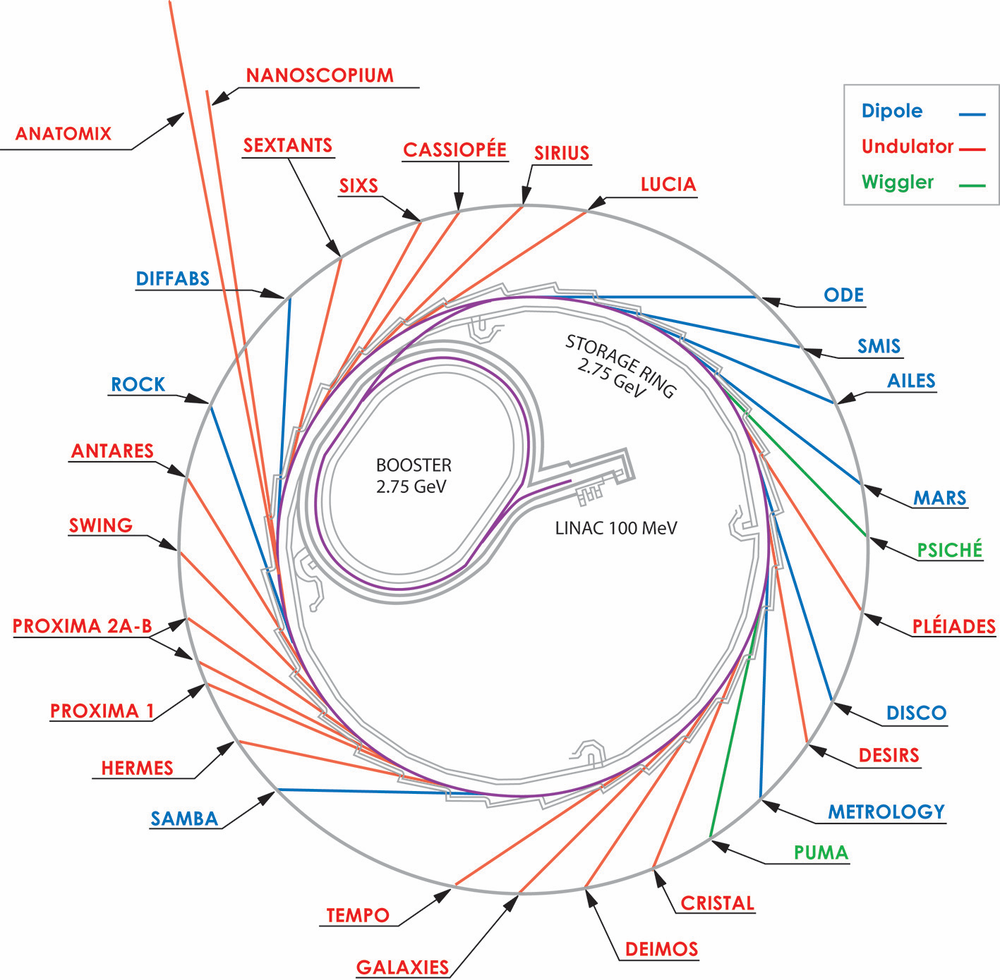 NANOSCOPIUM
ANATOMIX
SEXTANTS
CASSIOPÉE
SIRIUS
SIXS
LUCIA
Dipole
Undulator
Wiggler
DIFFABS
ODE
ROCK
SMIS
AILES
ANTARES
MARS
SWING
PSICHÉ
PROXIMA 2A-B
PLÉIADES
PROXIMA 1
DISCO
HERMES
DESIRS
SAMBA
METROLOGY
PUMA
TEMPO
CRISTAL
GALAXIES
DEIMOS
STORAGE RING
2.75 GeV
BOOSTER
2.75 GeV
LINAC 100 MeV